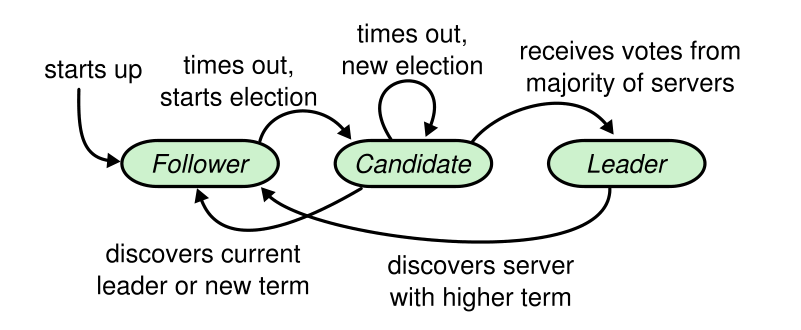 starts up
times out,
starts election
times out,
new election
receives votes from
majority of servers
Follower
Candidate
Leader
discovers current
leader or new term
discovers server
with higher term